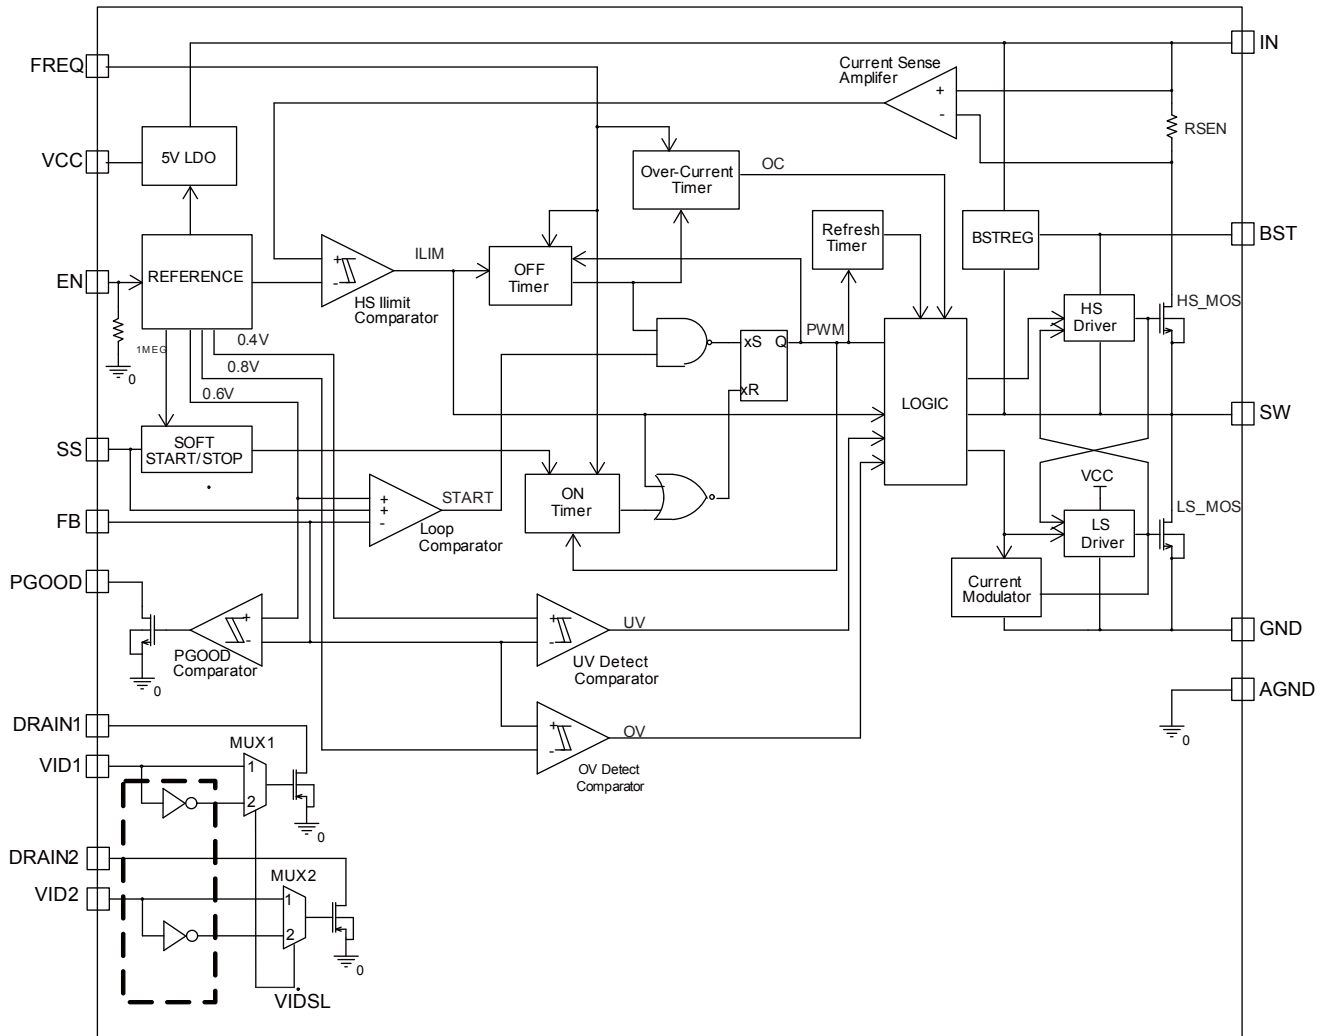 FREQ
IN
Current Sense
Amplifer
+
-
RSEN
VCC
5V LDO
Over-Current
Timer
OC
Refresh
Timer
BSTREG
BST
EN
REFERENCE
+
-
ILIM
HS Ilimit
Comparator
OFF
Timer
HS
Driver
HS_MOS
1MEG
0
0.4V
0.8V
0.6V
xS
Q
xR
PWM
LOGIC
SW
SS
SOFT
START/STOP
.
ON
Timer
VCC
LS
Driver
LS_MOS
FB
+
+
-
START
Loop
Comparator
PGOOD
+
-
PGOOD
Comparator
0
+
-
UV
UV Detect
Comparator
Current
Modulator
GND
AGND
0
+
-
OV
OV Detect
Comparator
DRAIN1
VID1
MUX1
1
2
0
DRAIN2
VID2
MUX2
1
2
0
VIDSL